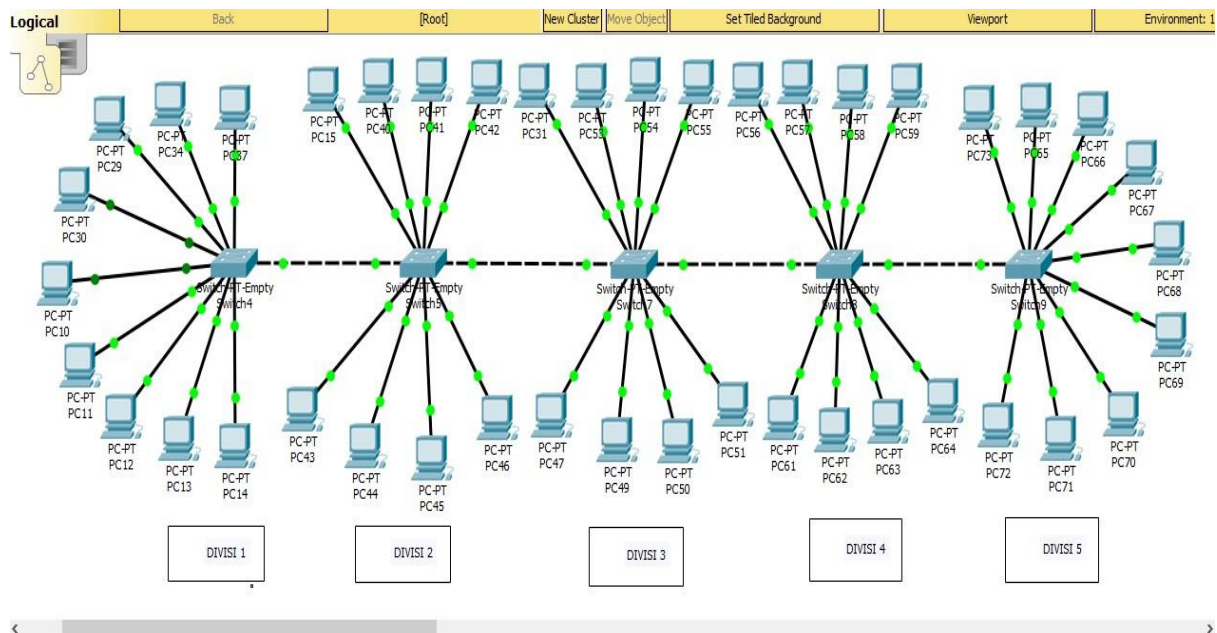 Logical
Back
[Root]
New Cluster
Move Object
Set Tiled Background
Viewport
Environment: 1
PC-PT
PC29
PC-PT
PC34
PC-PT
PC37
PC-PT
PC15
PC-PT
PC40
PC-PT
PC41
PC-PT
PC42
PC-PT
PC31
PC-PT
PC53
PC-PT
PC54
PC-PT
PC55
PC-PT
PC56
PC-PT
PC57
PC-PT
PC58
PC-PT
PC59
PC-PT
PC73
PC-PT
PC65
PC-PT
PC66
PC-PT
PC67
PC-PT
PC30
PC-PT
PC68
PC-PT
PC10
Switch-PT-Empty
Switch4
Switch-PT-Empty
Switch5
Switch-PT-Empty
Switch7
Switch-PT-Empty
Switch8
Switch-PT-Empty
Switch9
PC-PT
PC69
PC-PT
PC11
PC-PT
PC12
PC-PT
PC13
PC-PT
PC14
PC-PT
PC43
PC-PT
PC44
PC-PT
PC45
PC-PT
PC46
PC-PT
PC47
PC-PT
PC49
PC-PT
PC50
PC-PT
PC51
PC-PT
PC61
PC-PT
PC62
PC-PT
PC63
PC-PT
PC64
PC-PT
PC72
PC-PT
PC71
PC-PT
PC70
DIVISI 1
DIVISI 2
DIVISI 3
DIVISI 4
DIVISI 5